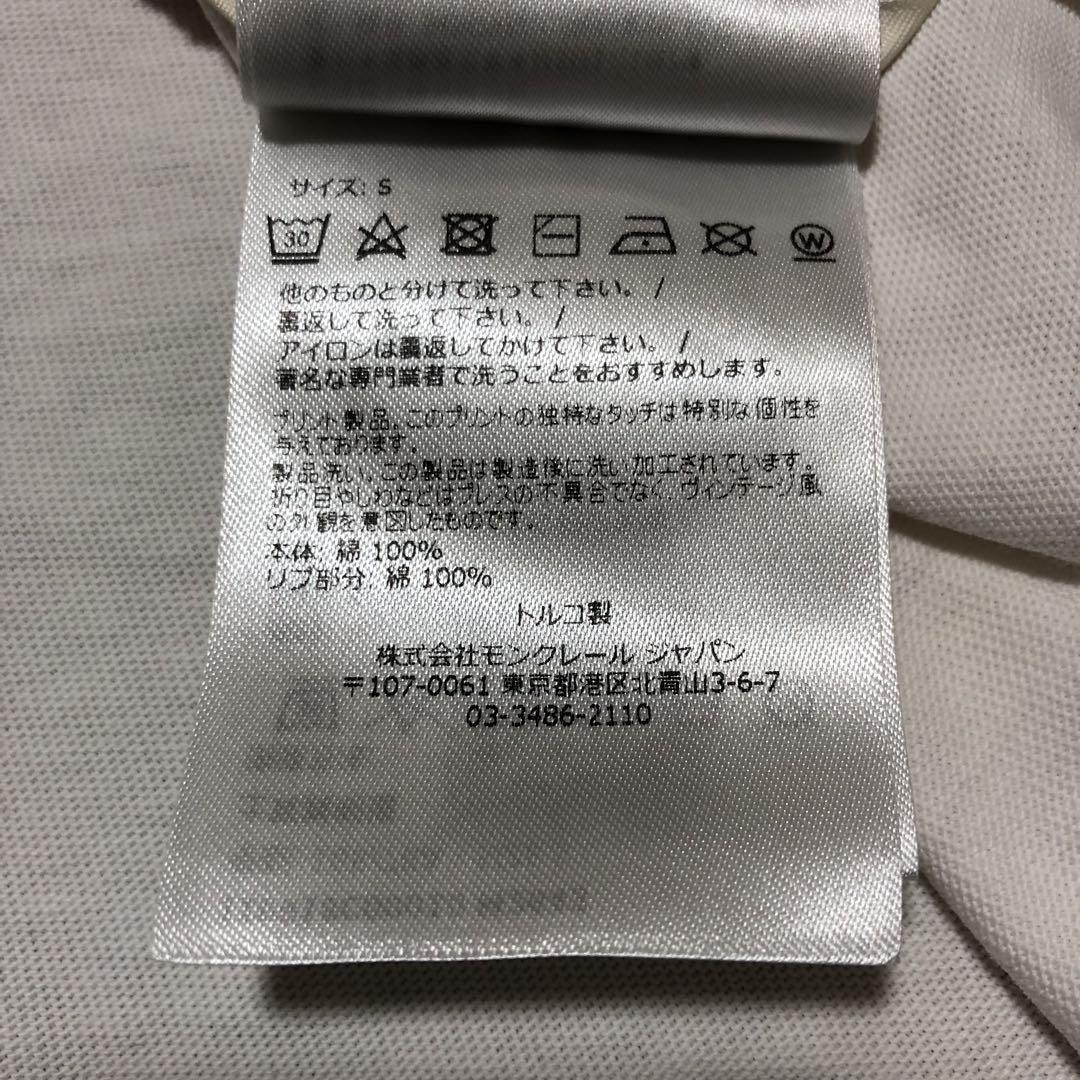 サイズ: S
30 W
他のものと分けて洗って下さい。 /
裏返して洗って下さい。 /
アイロンは裏返してかけて下さい。 /
著名な専門業者で洗うことをおすすめします。
プリント製品。このプリントの独特なタッチは特別な個性を
与えております。
製品洗い。この製品は製造後に洗い加工されています。
折り目やしわなどはプレスの不具合でなく、ヴィンテージ風
の外観を意図したものです。
本体: 綿 100%
リブ部分: 綿 100%
トルコ製
株式会社モンクレール ジャパン
〒107-0061 東京都港区北青山3-6-7
03-3486-2110